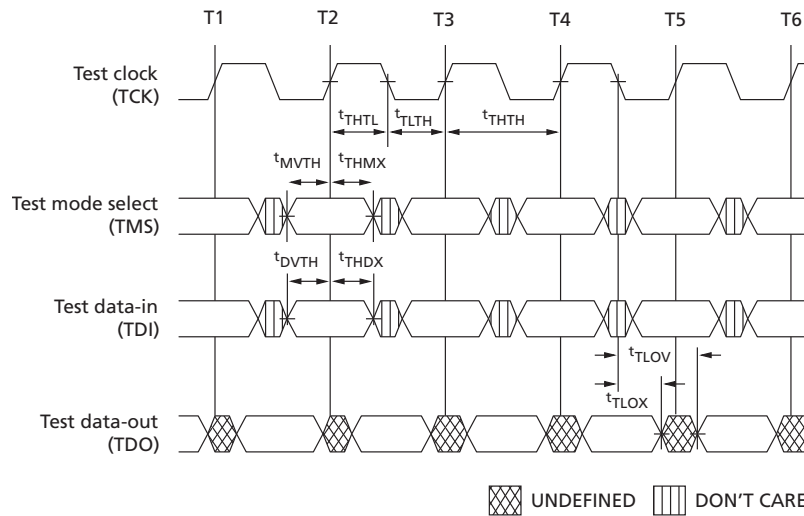 T1 T2 T3 T4 T5 T6
Test clock
(TCK)
tTHTL tTLTH tTHTH
tMVTH tTHMX
Test mode select
(TMS)
tDVTH tTHDX
Test data-in
(TDI)
tTLOV
tTLOX
Test data-out
(TDO)
UNDEFINED DON'T CARE